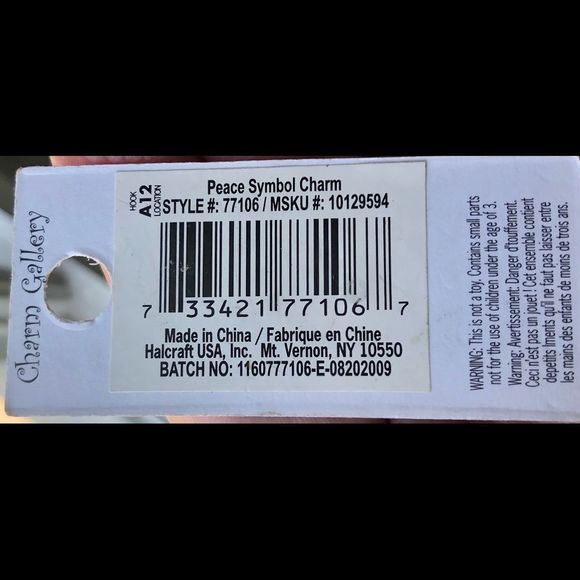 Charm Gallery
HOOK
A12
LOCATION
Peace Symbol Charm
STYLE #: 77106 / MSKU #: 10129594
7 33421 77106 7
Made in China / Fabrique en Chine
Halcraft USA, Inc. Mt. Vernon, NY 10550
BATCH NO: 1160777106-E-08202009
WARNING: This is not a toy. Contains small parts
not for the use of children under the age of 3.
Warning: Avertissement: Danger d'touffement.
Ceci n'est pas un jouet ! Cet ensemble contient
depetits lments qu'il ne faut pas laisser entre
les mains des enfants de moins de trois ans.